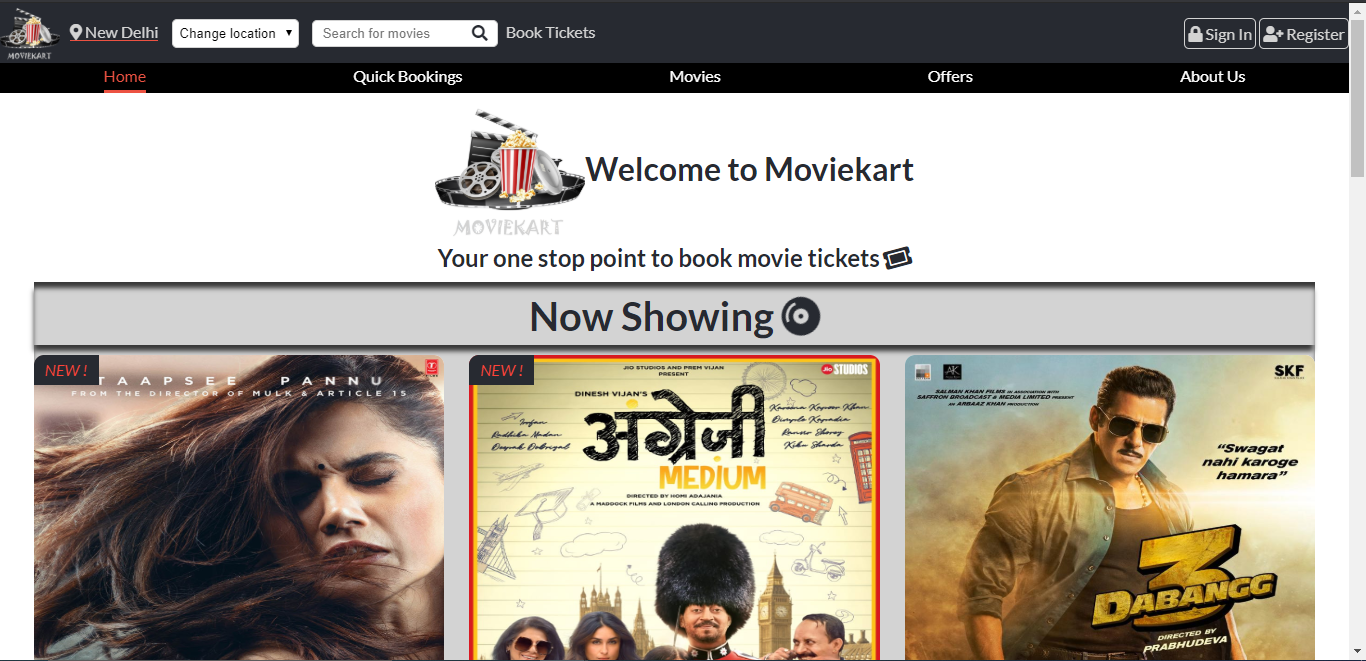 MOVIEKART
New Delhi
Change location
Search for movies
Book Tickets
Sign In
Register
Home
Quick Bookings
Movies
Offers
About Us
Welcome to Moviekart
MOVIEKART
Your one stop point to book movie tickets
Now Showing
NEW !
TAAPSEE PANNU
FROM THE DIRECTOR OF MULK & ARTICLE 15
NEW !
JIO STUDIOS AND PREM VIJAN
PRESENT
Jio STUDIOS
DINESH VIJAN'S
अंग्रेज़ी
MEDIUM
Irrfan
Radhika Madan
Deepak Dobriyal
Kareena Kapoor Khan
Dimple Kapadia
Ranvir Shorey
Kiku Sharda
DIRECTED BY HOMI ADAJANIA
A MADDOCK FILMS AND LONDON CALLING PRODUCTION
SKF
SALMAN KHAN FILMS IN ASSOCIATION WITH
SAFFRON BROADCAST & MEDIA LIMITED PRESENT
AN ARBAAZ KHAN PRODUCTION
“Swagat
nahi karoge
hamara”
3
DABANGG
DIRECTED BY
PRABHUDEVA